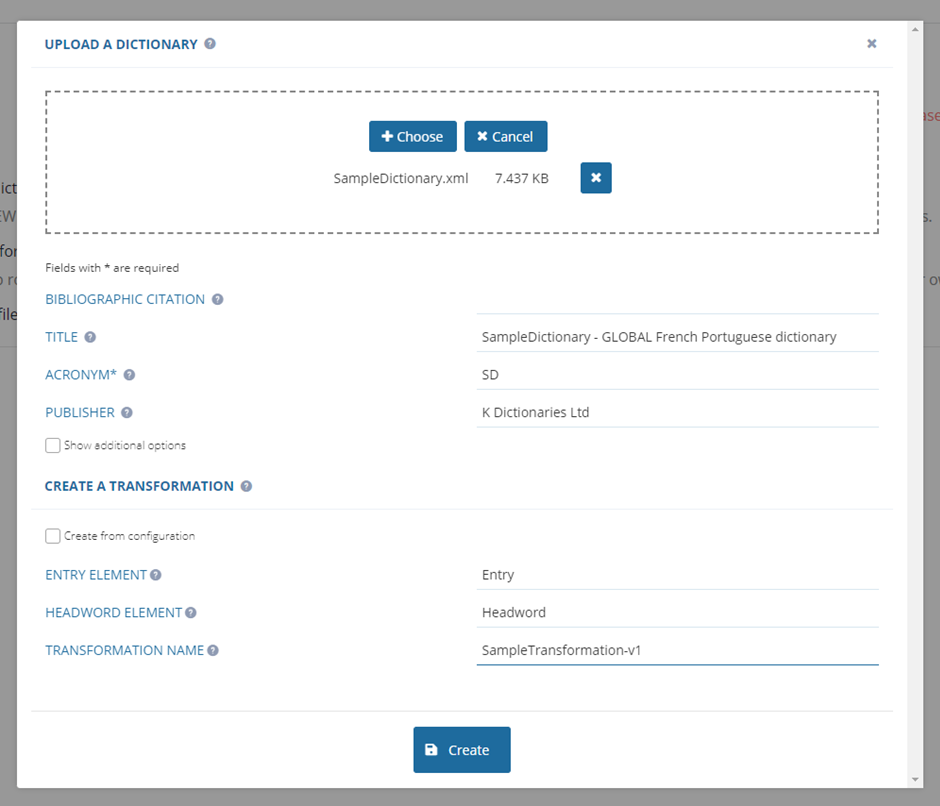 UPLOAD A DICTIONARY ?
+ Choose × Cancel
SampleDictionary.xml 7.437 KB
Fields with * are required
BIBLIOGRAPHIC CITATION ?
TITLE ? SampleDictionary - GLOBAL French Portuguese dictionary
ACRONYM* ? SD
PUBLISHER ? K Dictionaries Ltd
Show additional options
CREATE A TRANSFORMATION ?
Create from configuration
ENTRY ELEMENT ? Entry
HEADWORD ELEMENT ? Headword
TRANSFORMATION NAME ? SampleTransformation-v1
Create